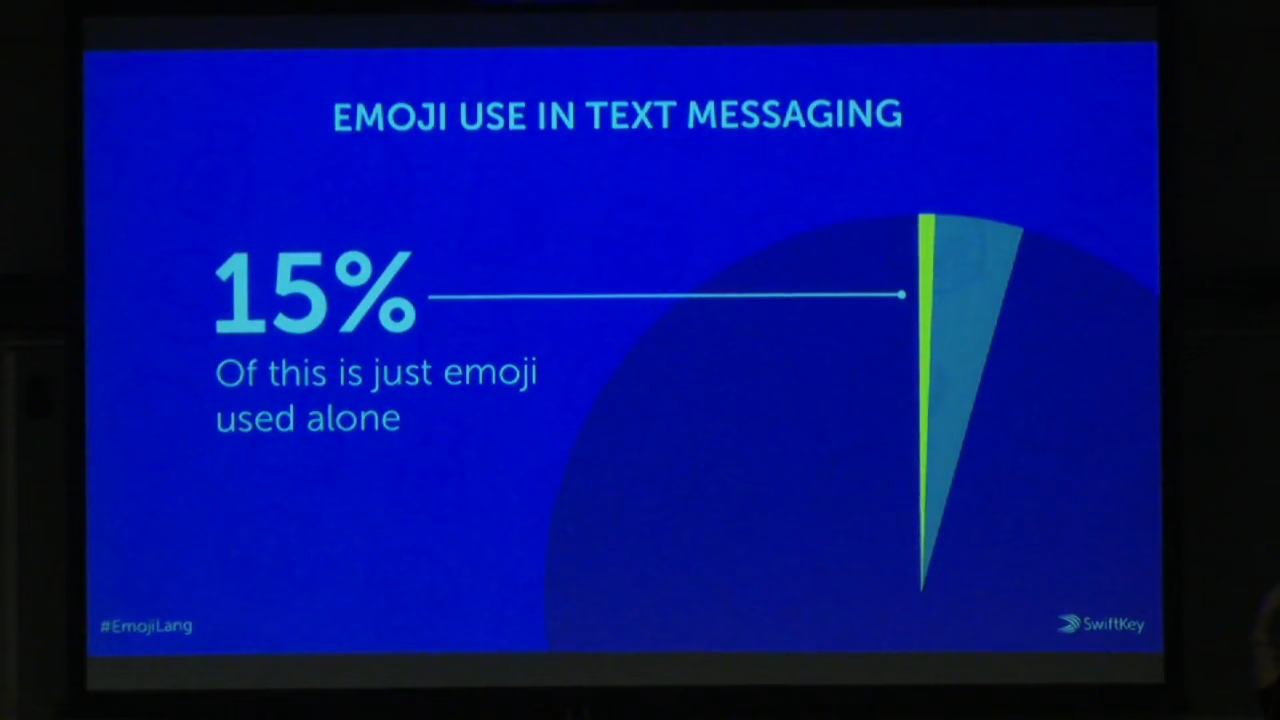 EMOJI USE IN TEXT MESSAGING
15%
Of this is just emoji
used alone
#EmojiLang
SwiftKey